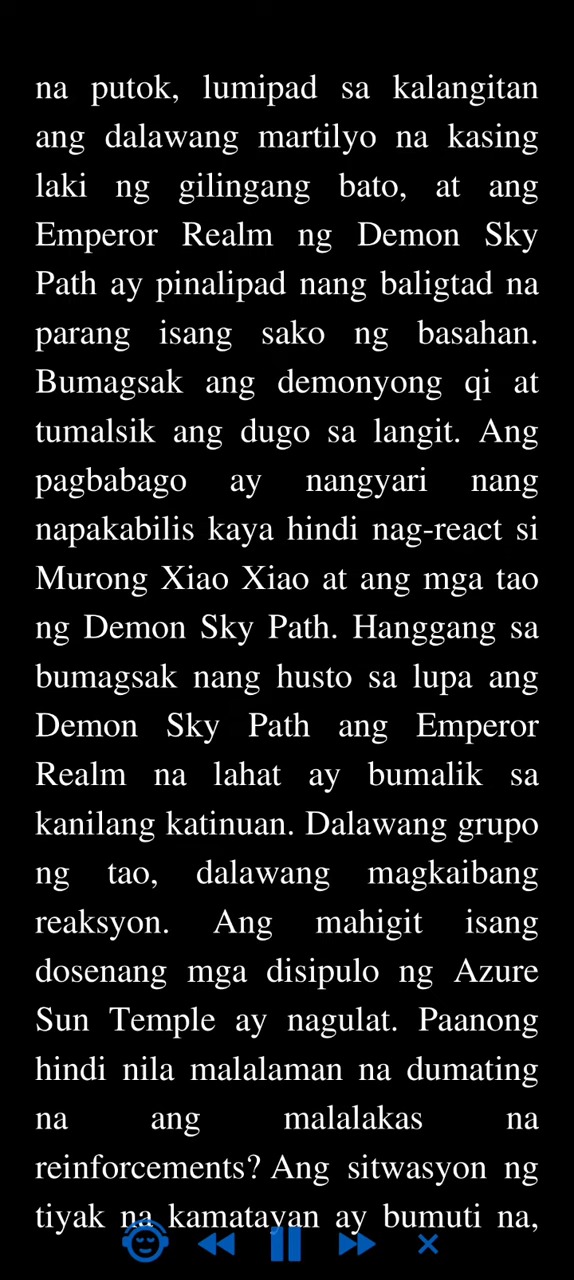 na putok, lumipad sa kalangitan
ang dalawang martilyo na kasing
laki ng gilingang bato, at ang
Emperor Realm ng Demon Sky
Path ay pinalipad nang baligtad na
parang isang sako ng basahan.
Bumagsak ang demonyong qi at
tumalsik ang dugo sa langit. Ang
pagbabago ay nangyari nang
napakabilis kaya hindi nag-react si
Murong Xiao Xiao at ang mga tao
ng Demon Sky Path. Hanggang sa
bumagsak nang husto sa lupa ang
Demon Sky Path ang Emperor
Realm na lahat ay bumalik sa
kanilang katinuan. Dalawang grupo
ng tao, dalawang magkaibang
reaksyon. Ang mahigit isang
dosenang mga disipulo ng Azure
Sun Temple ay nagulat. Paanong
hindi nila malalaman na dumating
na ang malalakas na
reinforcements? Ang sitwasyon ng
tiyak na kamatayan ay bumuti na,